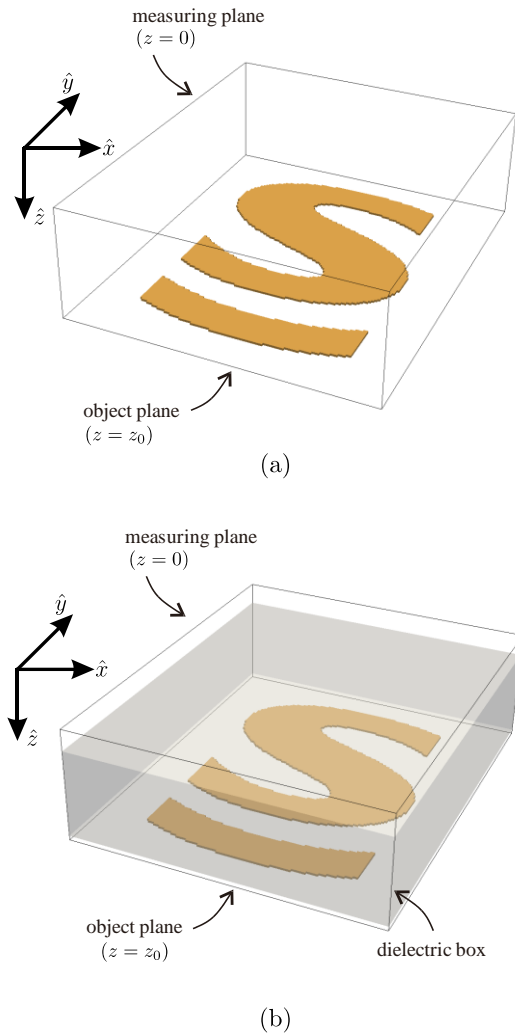 measuring plane
(z = 0)
ŷ
x̂
ẑ
object plane
(z = z₀)
(a)
measuring plane
(z = 0)
ŷ
x̂
ẑ
object plane
(z = z₀)
dielectric box
(b)